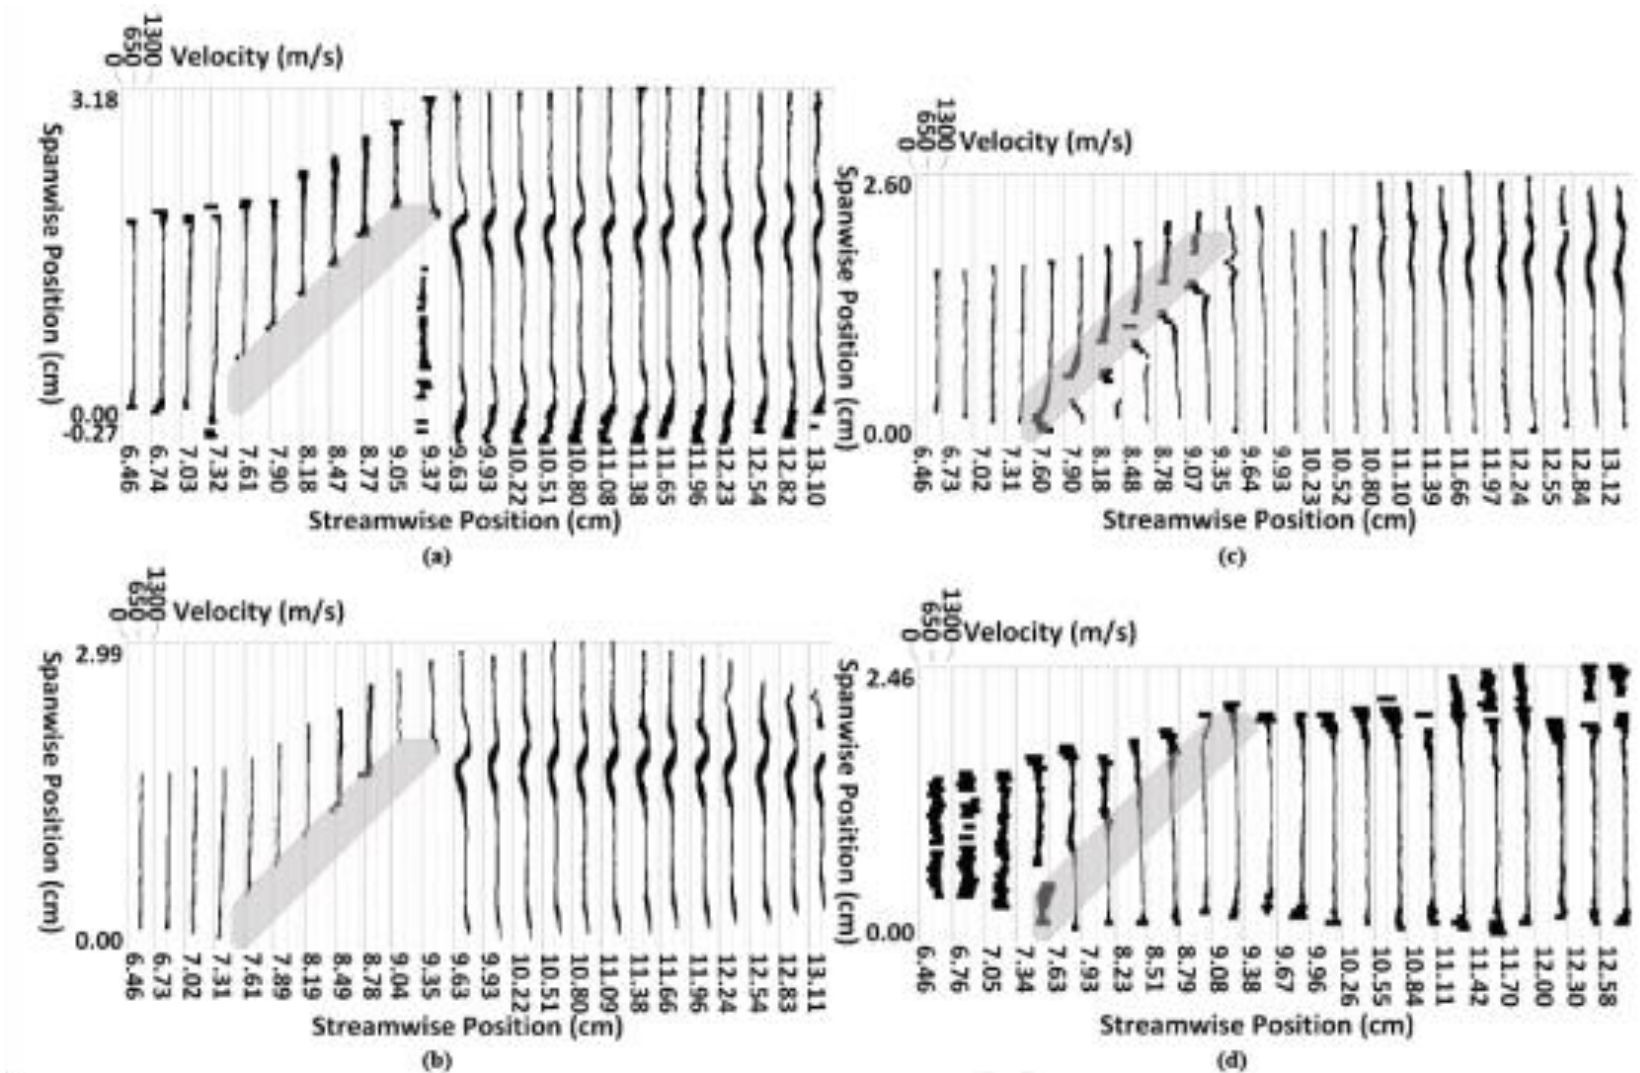 0 650 1300 Velocity (m/s)
3.18
0.00
-0.27
Spanwise Position (cm)
6.46 6.74 7.03 7.32 7.61 7.90 8.18 8.47 8.77 9.05 9.37 9.63 9.93 10.22 10.51 10.80 11.08 11.38 11.65 11.96 12.23 12.54 12.82 13.10
Streamwise Position (cm)
(a)
0 650 1300 Velocity (m/s)
2.99
0.00
Spanwise Position (cm)
6.46 6.73 7.02 7.31 7.61 7.89 8.19 8.49 8.78 9.04 9.35 9.63 9.93 10.22 10.51 10.80 11.09 11.38 11.66 11.96 12.24 12.54 12.83 13.11
Streamwise Position (cm)
(b)
0 650 1300 Velocity (m/s)
2.60
0.00
Spanwise Position (cm)
6.46 6.73 7.02 7.31 7.60 7.90 8.18 8.48 8.78 9.07 9.35 9.64 9.93 10.23 10.52 10.80 11.10 11.39 11.66 11.97 12.24 12.55 12.84 13.12
Streamwise Position (cm)
(c)
0 650 1300 Velocity (m/s)
2.46
0.00
Spanwise Position (cm)
6.46 6.76 7.05 7.34 7.63 7.93 8.23 8.51 8.79 9.08 9.38 9.67 9.96 10.26 10.55 10.84 11.11 11.42 11.70 12.00 12.30 12.58
Streamwise Position (cm)
(d)